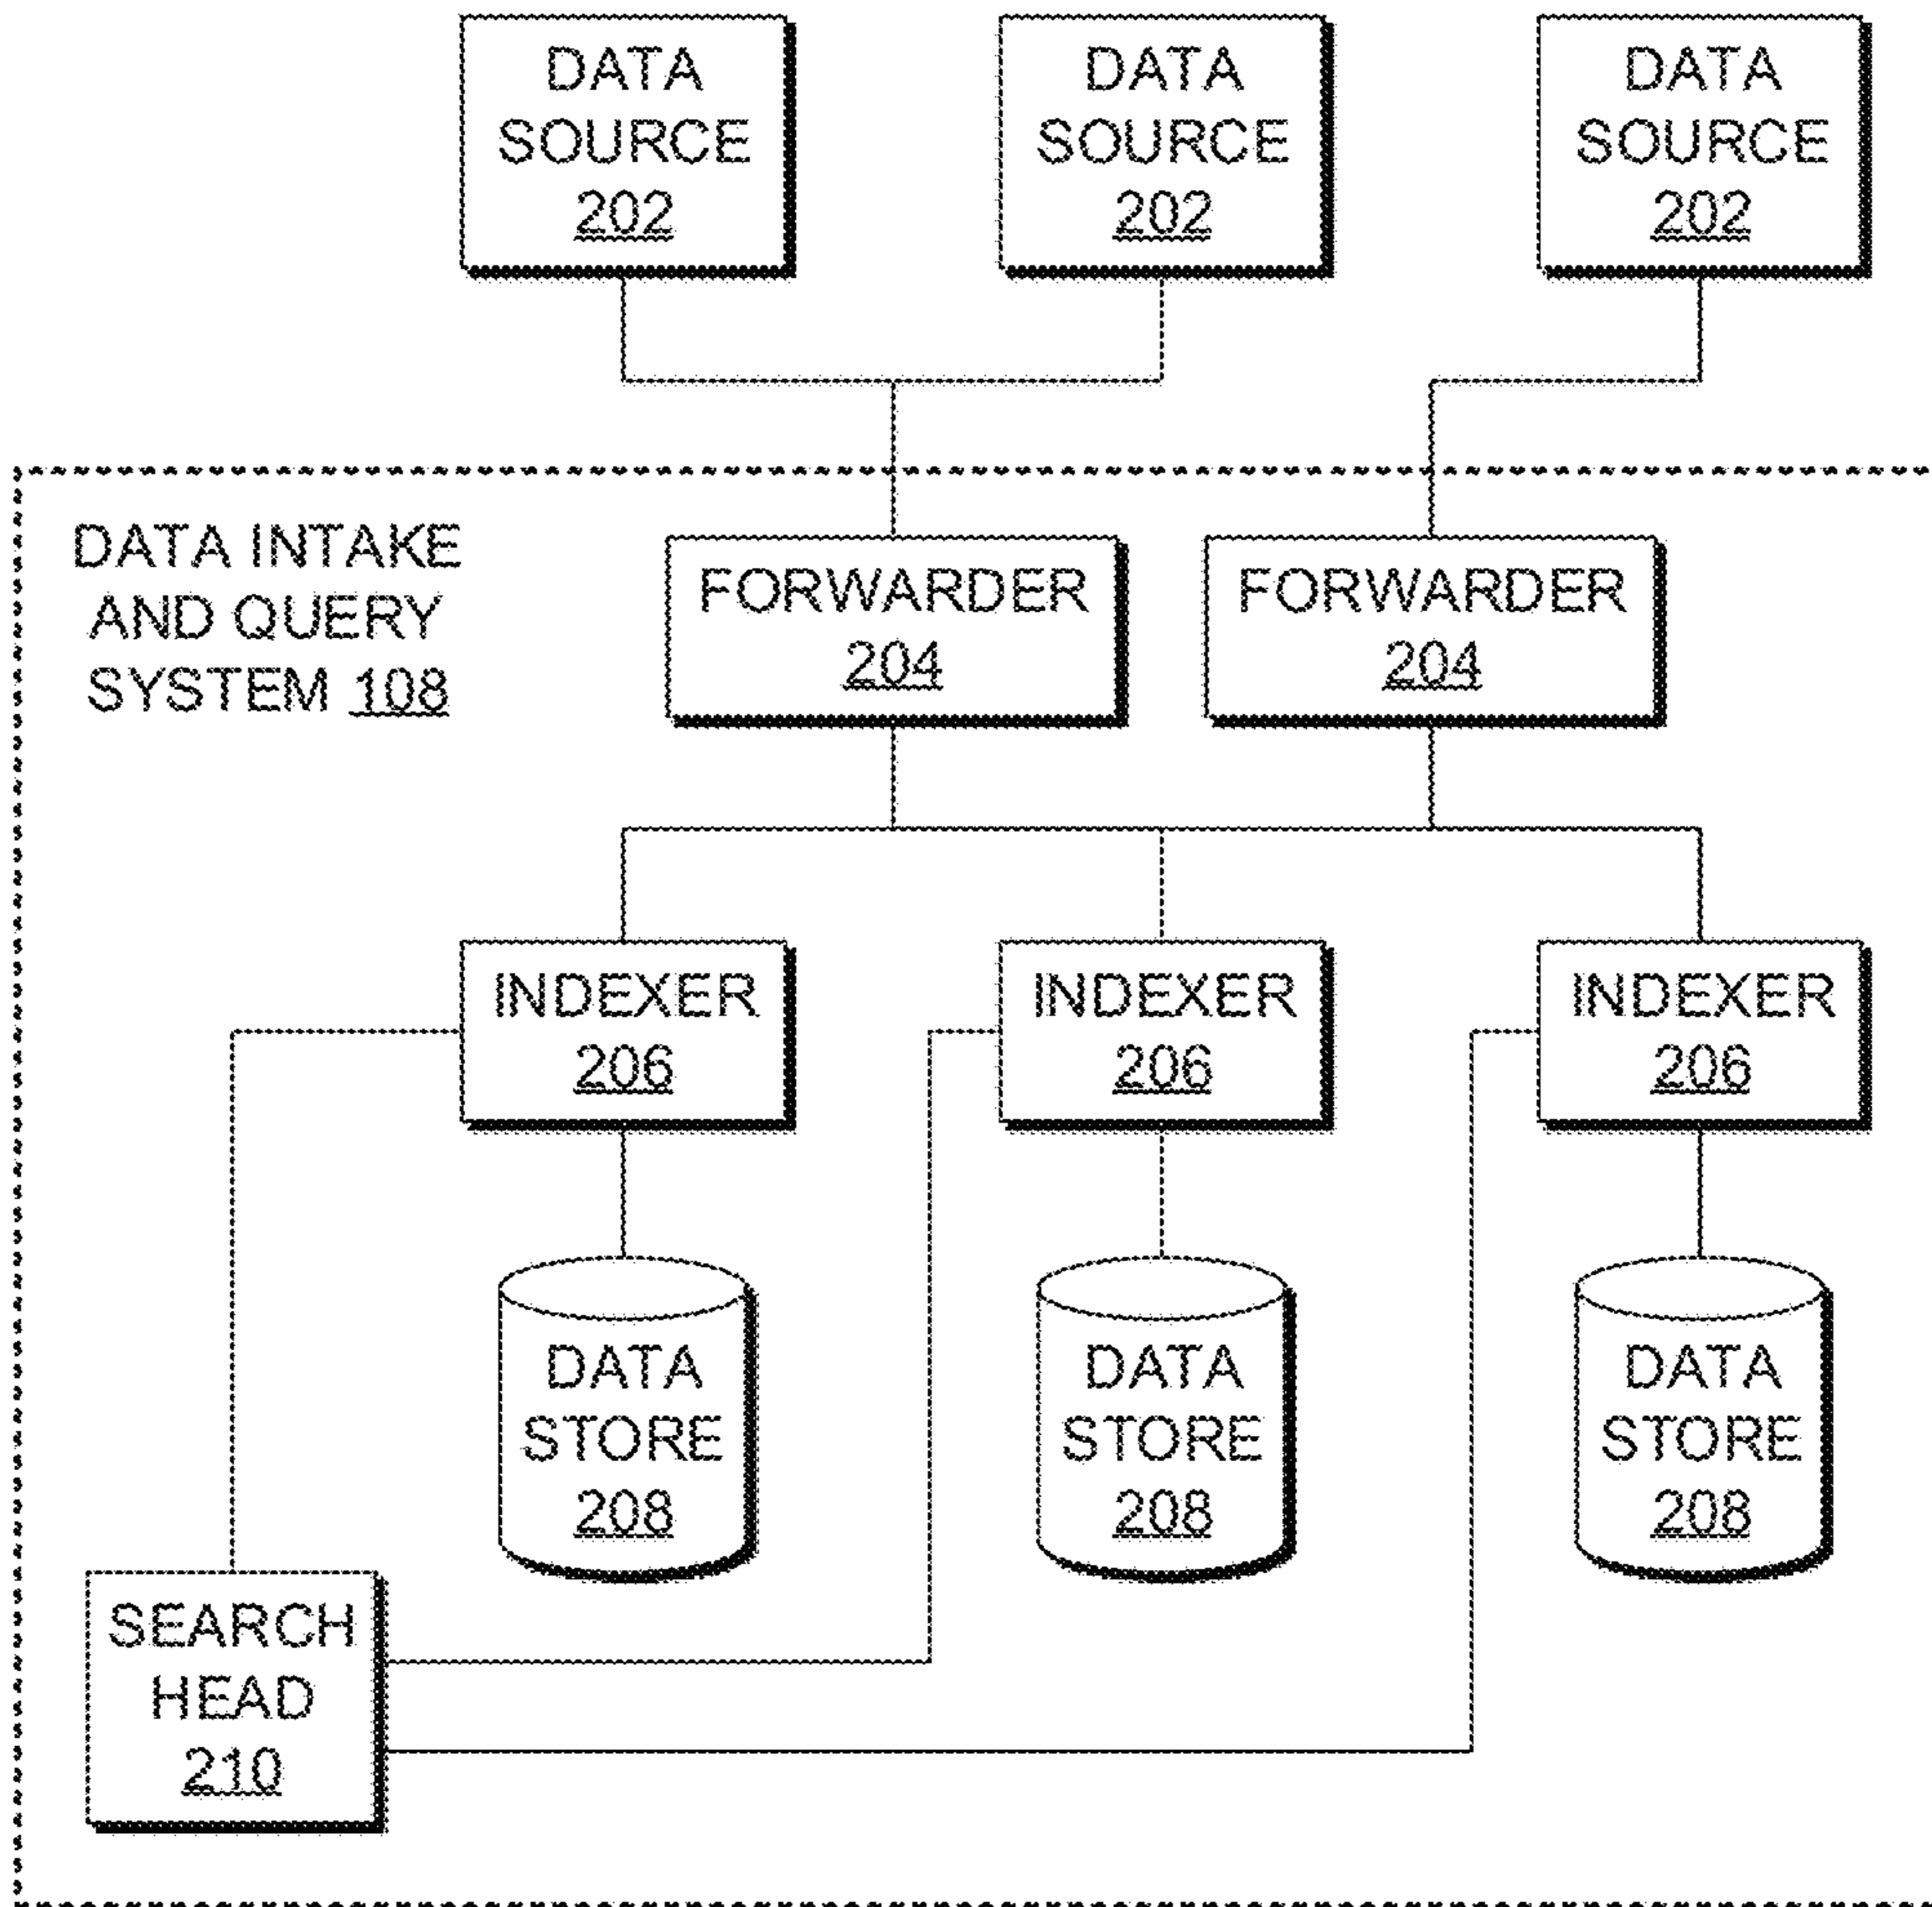 DATA
SOURCE
202
DATA
SOURCE
202
DATA
SOURCE
202
DATA INTAKE
AND QUERY
SYSTEM 108
FORWARDER
204
FORWARDER
204
INDEXER
206
INDEXER
206
INDEXER
206
DATA
STORE
208
DATA
STORE
208
DATA
STORE
208
SEARCH
HEAD
210